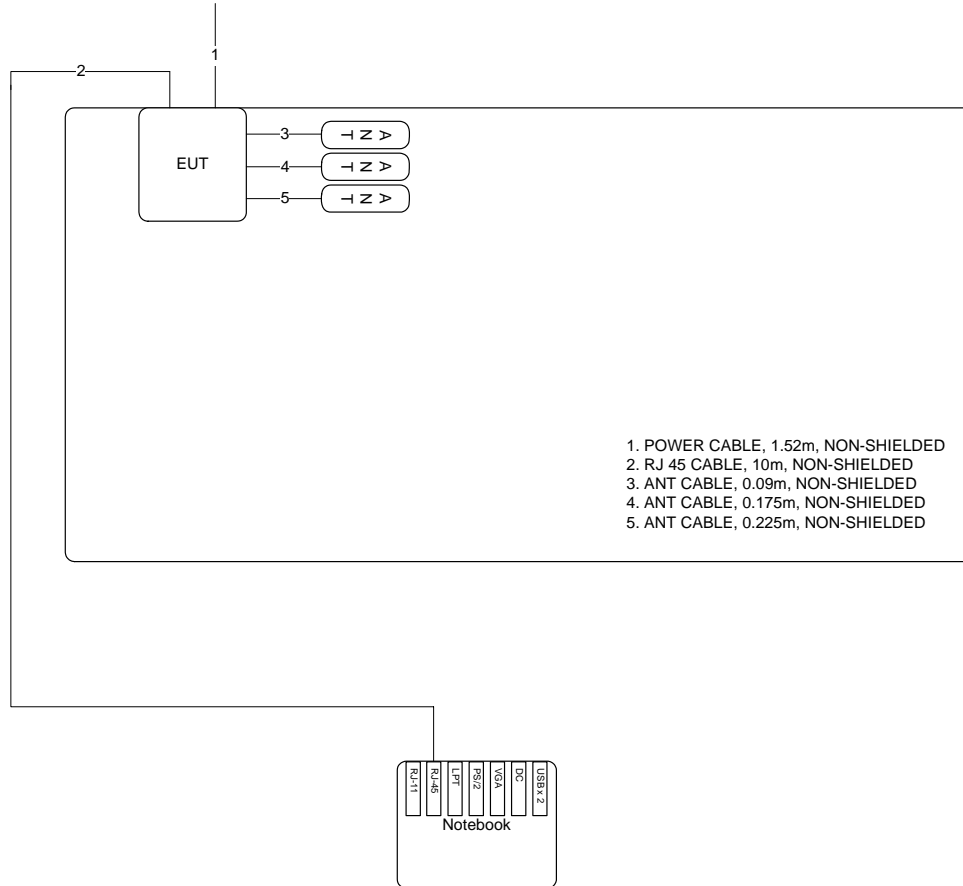 1
2
EUT
3
ANT
4
ANT
5
ANT
1. POWER CABLE, 1.52m, NON-SHIELDED
2. RJ 45 CABLE, 10m, NON-SHIELDED
3. ANT CABLE, 0.09m, NON-SHIELDED
4. ANT CABLE, 0.175m, NON-SHIELDED
5. ANT CABLE, 0.225m, NON-SHIELDED
RJ-11
RJ-45
LPT
PS/2
VGA
DC
USB x 2
Notebook